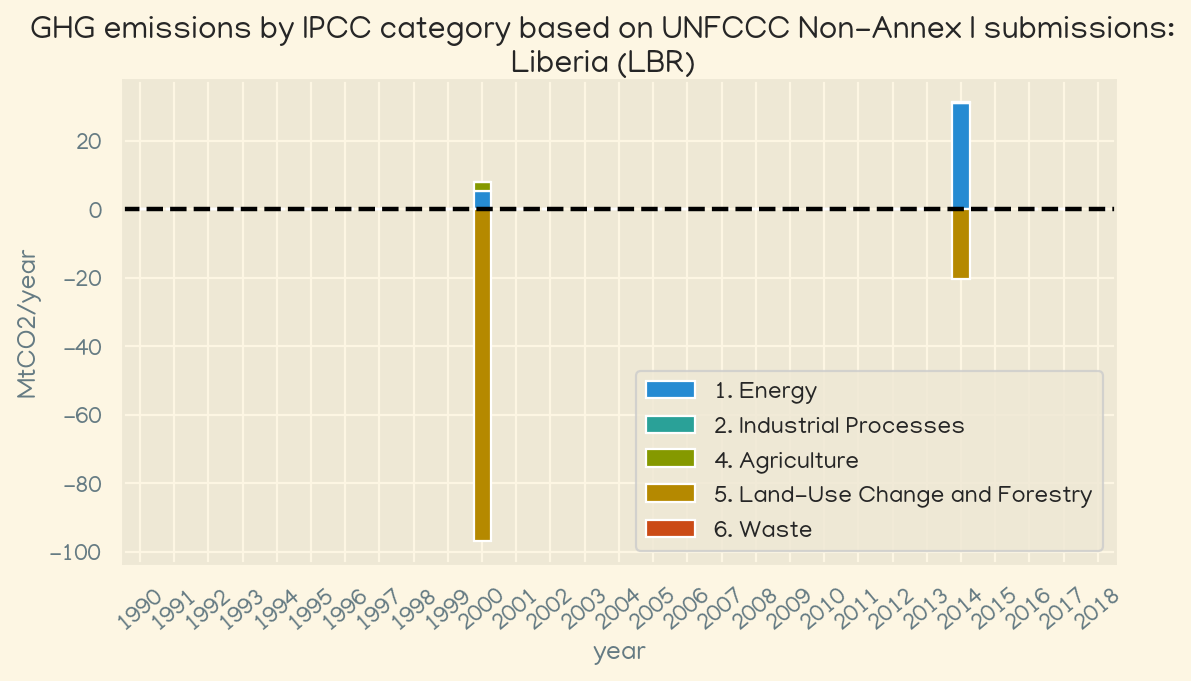 GHG emissions by IPCC category based on UNFCCC Non-Annex I submissions:
Liberia (LBR)
MtCO2/year
20
0
-20
-40
-60
-80
-100
1. Energy
2. Industrial Processes
4. Agriculture
5. Land-Use Change and Forestry
6. Waste
1990 1991 1992 1993 1994 1995 1996 1997 1998 1999 2000 2001 2002 2003 2004 2005 2006 2007 2008 2009 2010 2011 2012 2013 2014 2015 2016 2017 2018
year